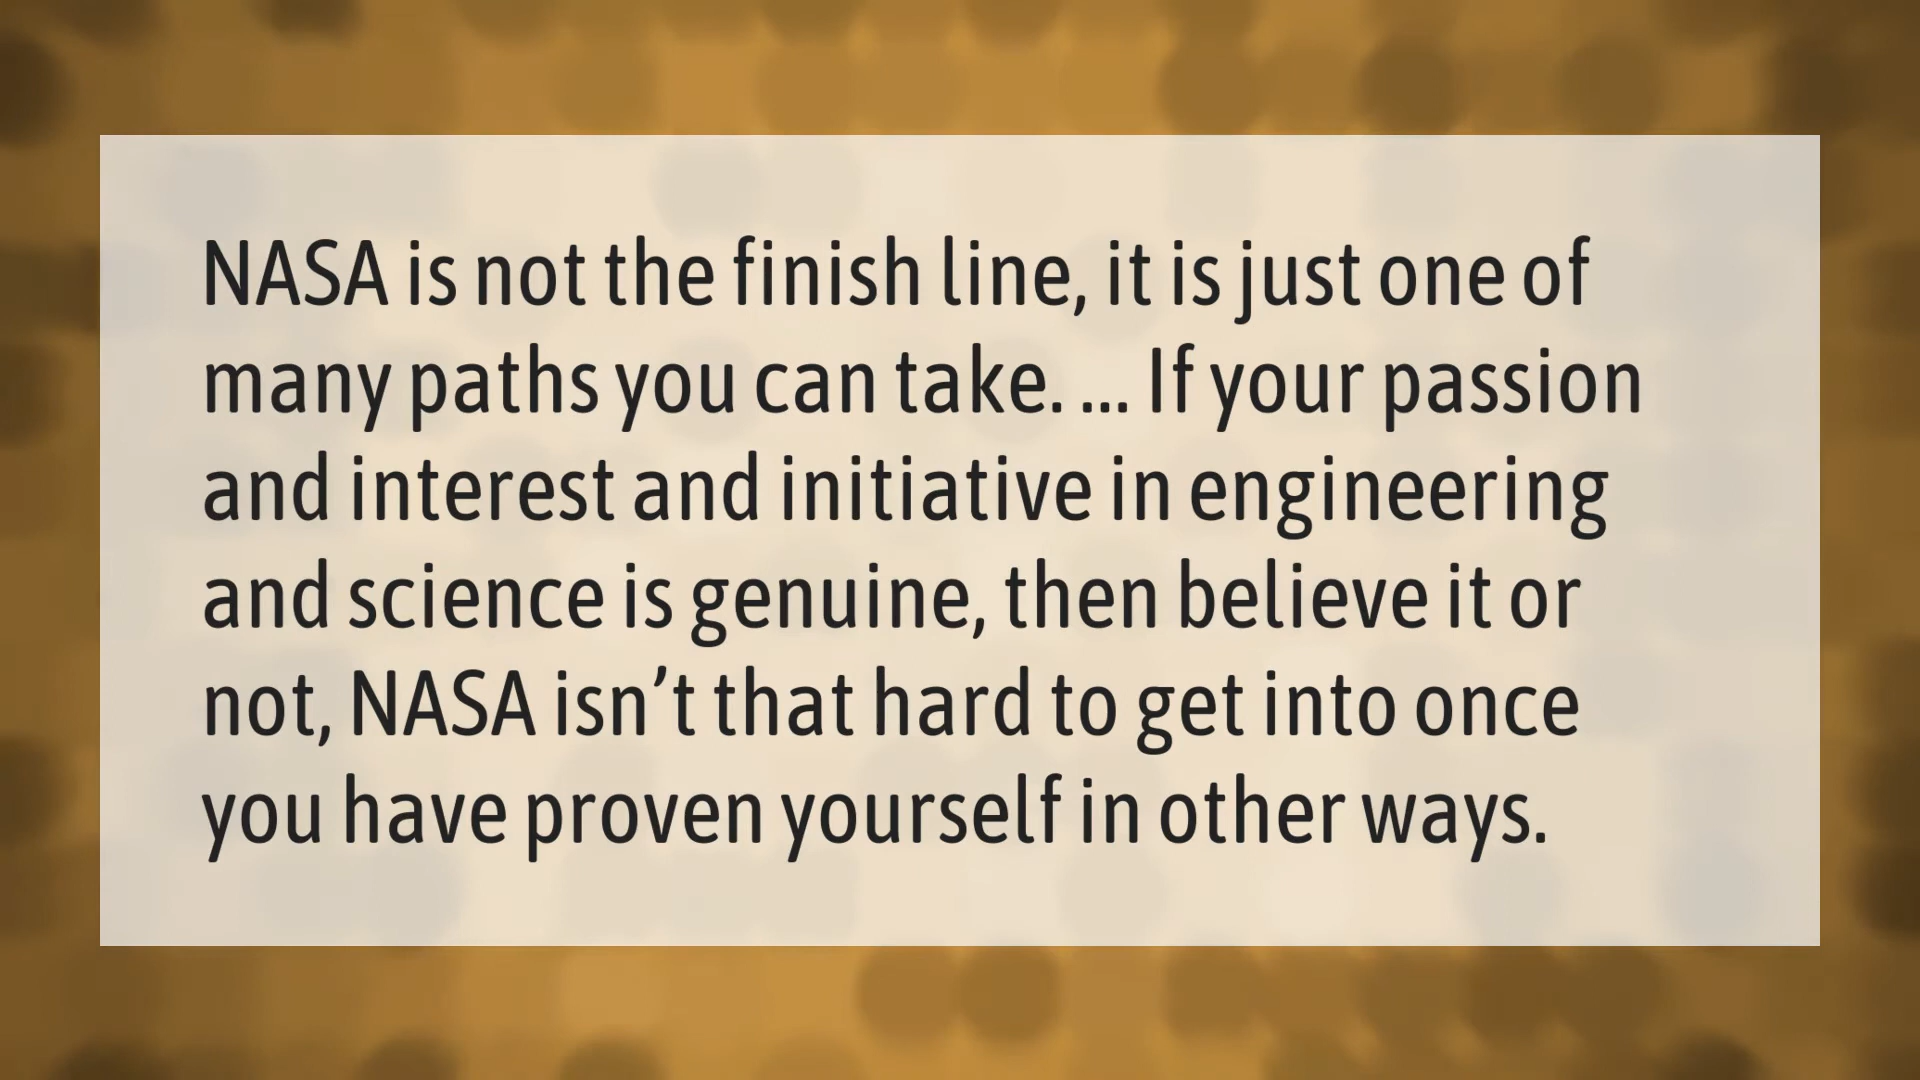 NASA is not the finish line, it is just one of
many paths you can take. ... If your passion
and interest and initiative in engineering
and science is genuine, then believe it or
not, NASA isn’t that hard to get into once
you have proven yourself in other ways.